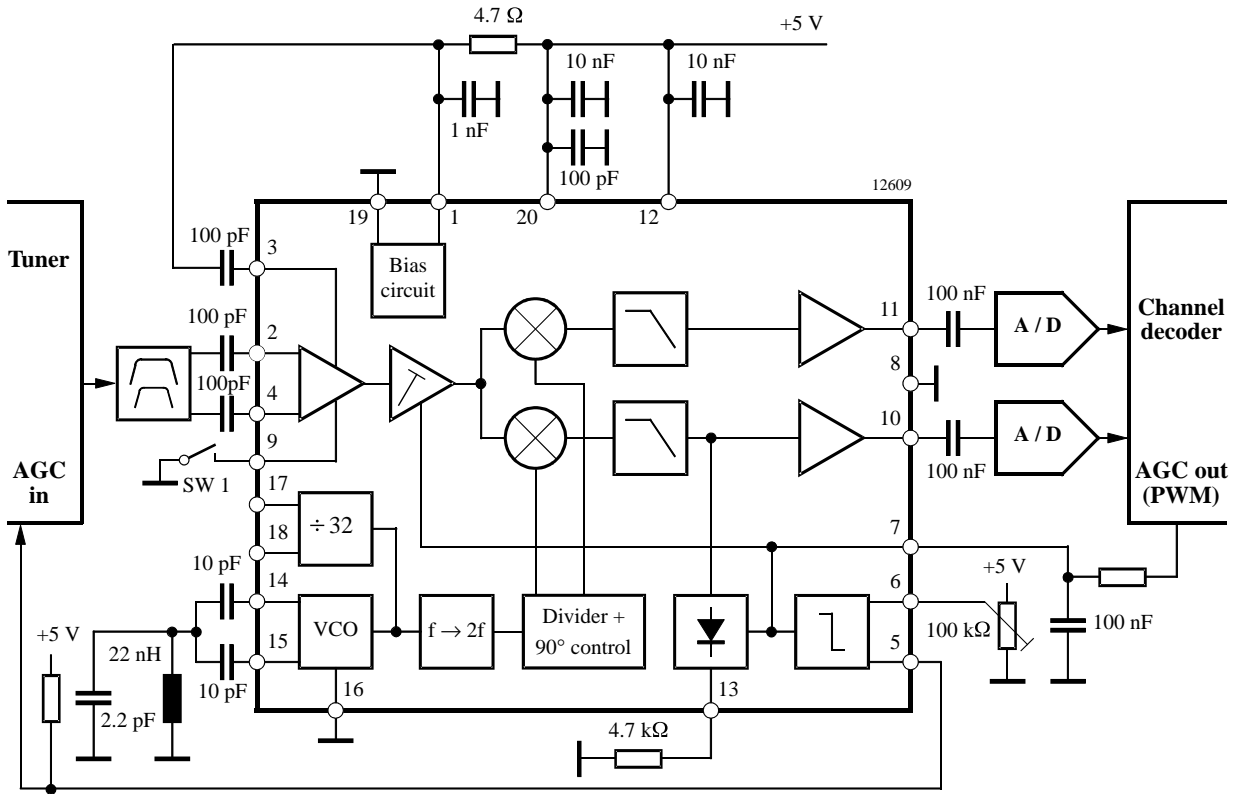 4.7 Ω
+5 V
10 nF
10 nF
1 nF
100 pF
12609
19
1
20
12
Tuner
100 pF
3
Bias
circuit
100 nF
11
A / D
Channel
decoder
100 pF
2
8
100pF
4
10
A / D
9
100 nF
AGC
in
SW 1
17
AGC out
(PWM)
÷ 32
18
7
10 pF
14
6
+5 V
+5 V
VCO
f → 2f
Divider +
90° control
100 kΩ
100 nF
22 nH
15
5
10 pF
16
13
2.2 pF
4.7 kΩ